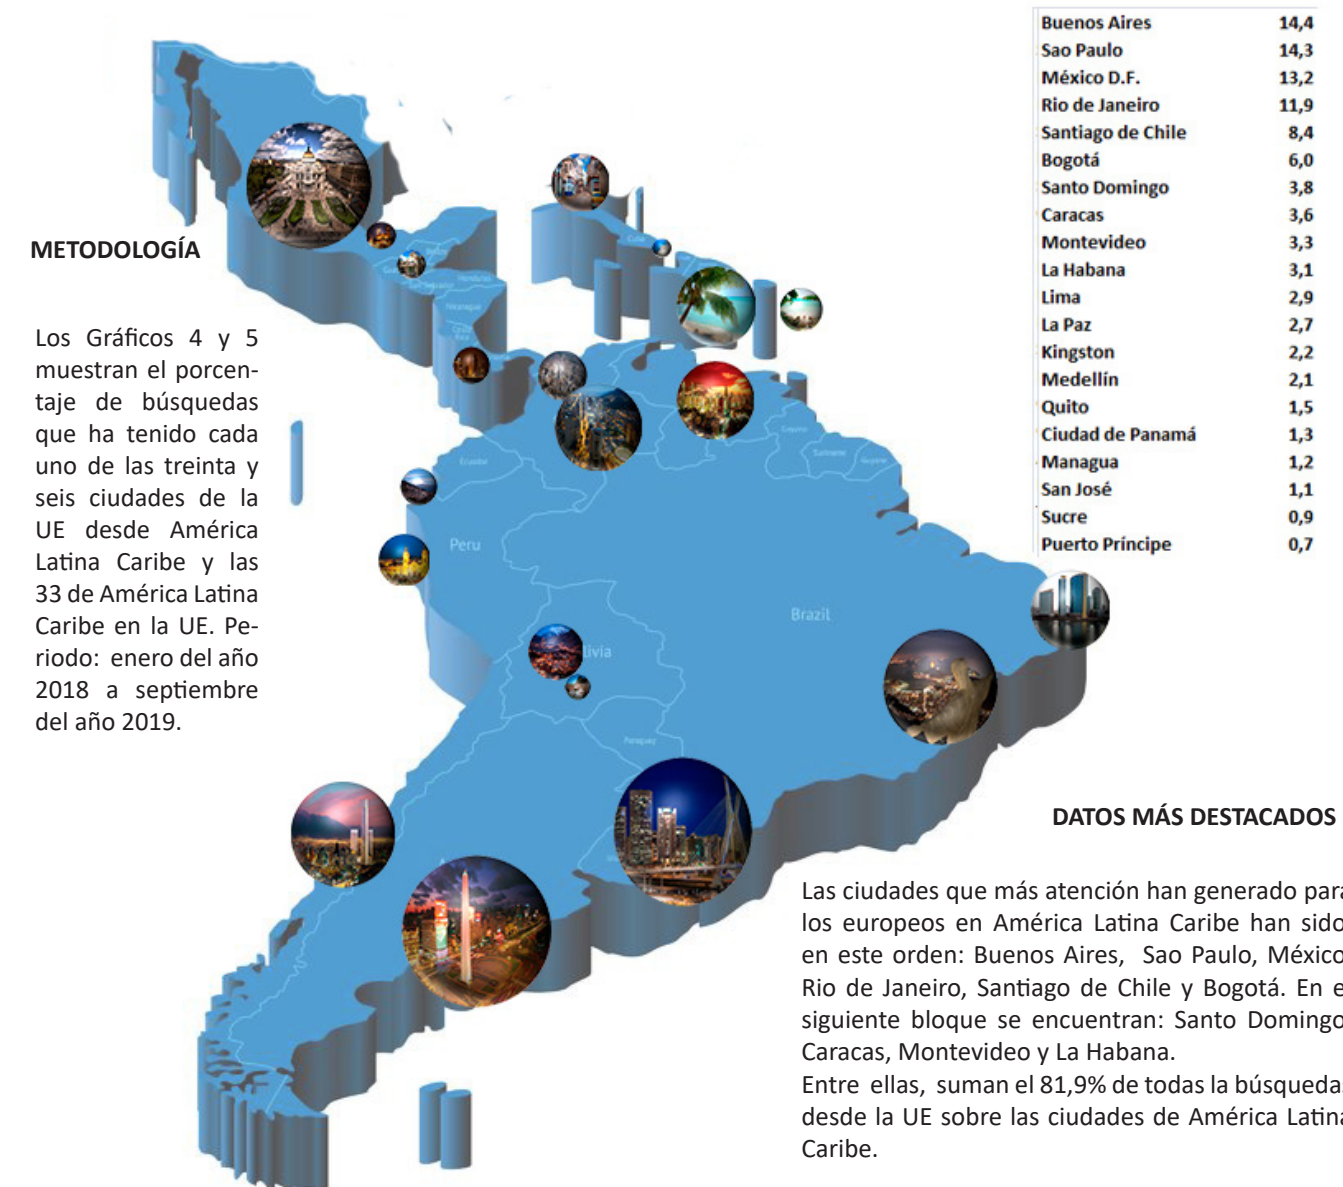 Buenos Aires 14,4
Sao Paulo 14,3
México D.F. 13,2
Rio de Janeiro 11,9
Santiago de Chile 8,4
Bogotá 6,0
Santo Domingo 3,8
Caracas 3,6
Montevideo 3,3
La Habana 3,1
Lima 2,9
La Paz 2,7
Kingston 2,2
Medellín 2,1
Quito 1,5
Ciudad de Panamá 1,3
Managua 1,2
San José 1,1
Sucre 0,9
Puerto Príncipe 0,7
METODOLOGÍA
Los Gráficos 4 y 5
muestran el porcen-
taje de búsquedas
que ha tenido cada
uno de las treinta y
seis ciudades de la
UE desde América
Latina Caribe y las
33 de América Latina
Caribe en la UE. Pe-
riodo: enero del año
2018 a septiembre
del año 2019.
Cuba
Honduras
Nicaragua
Ecuador
Suriname
Peru
Brazil
livia
Paraguay
DATOS MÁS DESTACADOS
Las ciudades que más atención han generado para
los europeos en América Latina Caribe han sido
en este orden: Buenos Aires, Sao Paulo, México
Rio de Janeiro, Santiago de Chile y Bogotá. En e
siguiente bloque se encuentran: Santo Domingo
Caracas, Montevideo y La Habana.
Entre ellas, suman el 81,9% de todas la búsqueda
desde la UE sobre las ciudades de América Latina
Caribe.